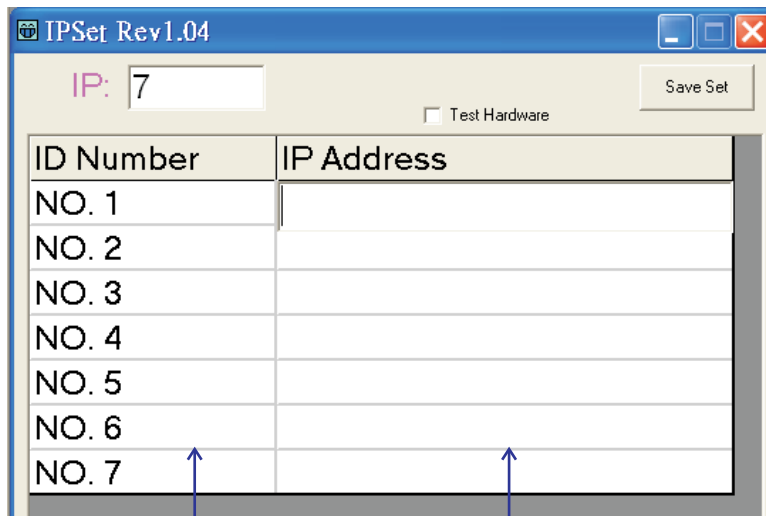 IPSet Rev1.04
IP: 7
Save Set
Test Hardware
ID Number IP Address
NO. 1
NO. 2
NO. 3
NO. 4
NO. 5
NO. 6
NO. 7